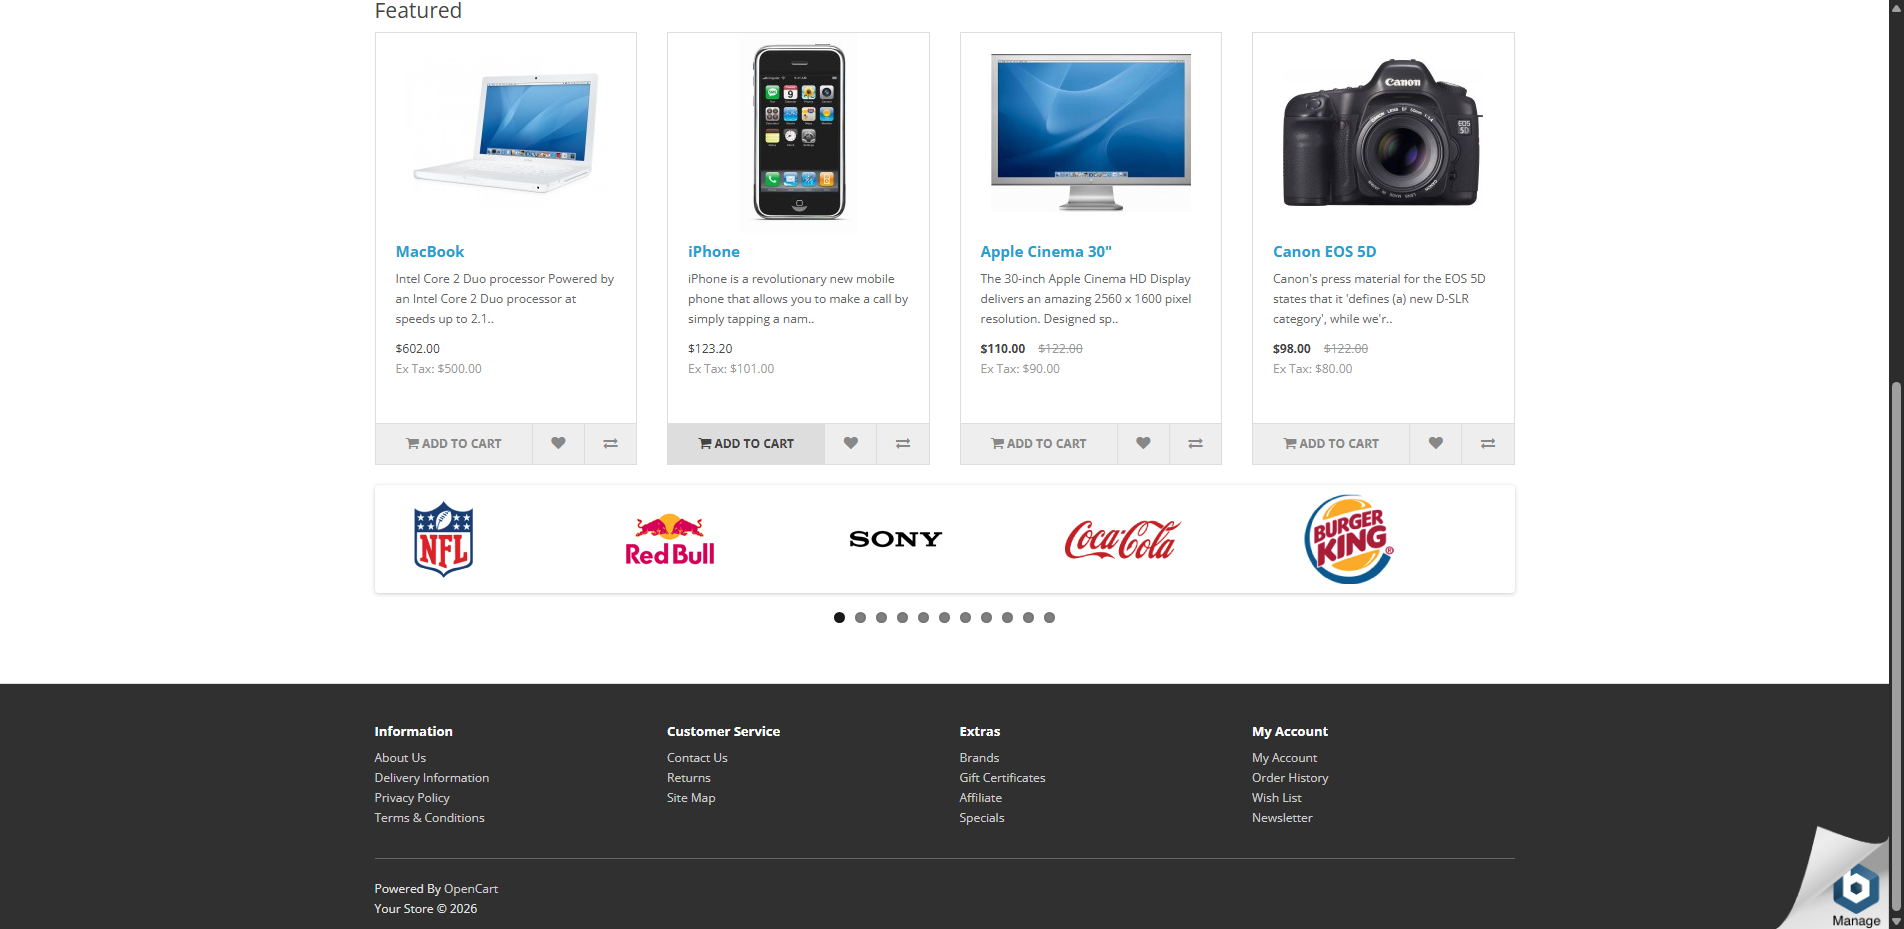 Featured
MacBook
Intel Core 2 Duo processor Powered by
an Intel Core 2 Duo processor at
speeds up to 2.1..
$602.00
Ex Tax: $500.00
ADD TO CART
iPhone
iPhone is a revolutionary new mobile
phone that allows you to make a call by
simply tapping a nam..
$123.20
Ex Tax: $101.00
ADD TO CART
Apple Cinema 30"
The 30-inch Apple Cinema HD Display
delivers an amazing 2560 x 1600 pixel
resolution. Designed sp..
$110.00 $122.00
Ex Tax: $90.00
ADD TO CART
Canon
EOS
5D
Canon EOS 5D
Canon's press material for the EOS 5D
states that it 'defines (a) new D-SLR
category', while we'r..
$98.00 $122.00
Ex Tax: $80.00
ADD TO CART
NFL
Red Bull
SONY
Coca-Cola
BURGER
KING®
Information
About Us
Delivery Information
Privacy Policy
Terms & Conditions
Customer Service
Contact Us
Returns
Site Map
Extras
Brands
Gift Certificates
Affiliate
Specials
My Account
My Account
Order History
Wish List
Newsletter
Powered By OpenCart
Your Store © 2026
b
Manage